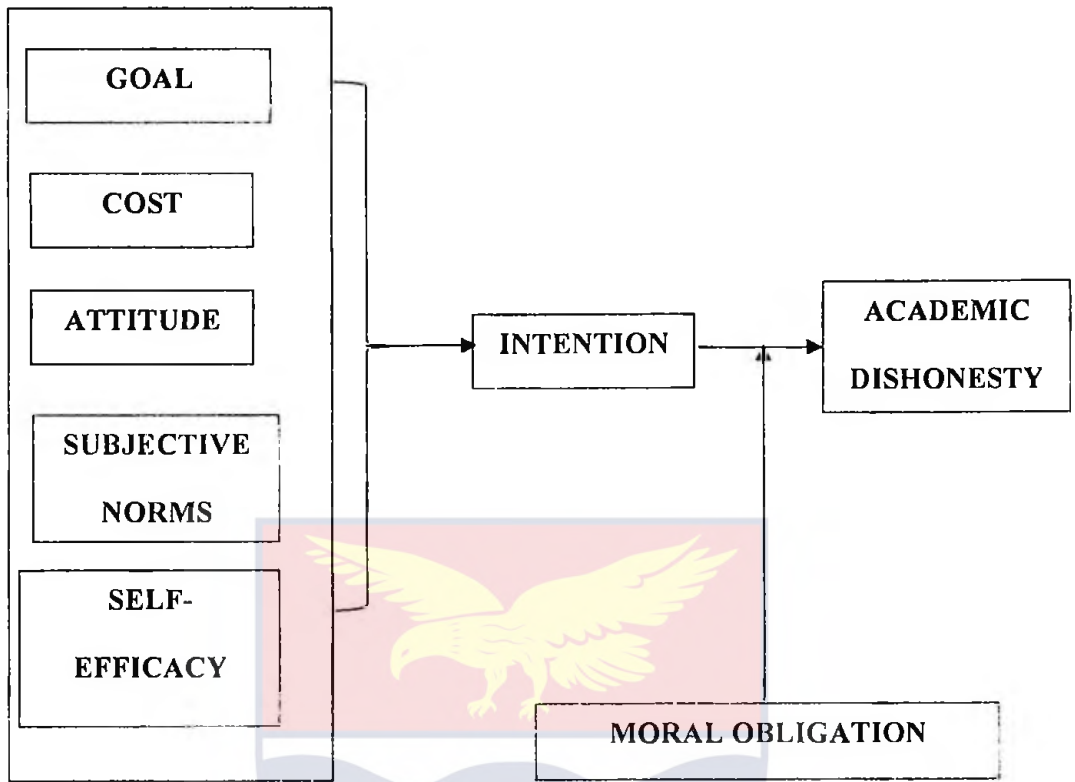 GOAL
COST
ATTITUDE
SUBJECTIVE
NORMS
SELF-
EFFICACY
INTENTION
ACADEMIC
DISHONESTY
MORAL OBLIGATION